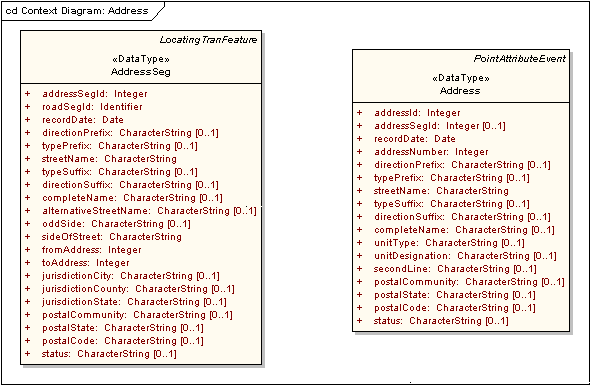 cd Context Diagram: Address
LocatingTranFeature
«DataType»
AddressSeg
+ addressSegId: Integer
+ roadSegId: Identifier
+ recordDate: Date
+ directionPrefix: CharacterString [0..1]
+ typePrefix: CharacterString [0..1]
+ streetName: CharacterString
+ typeSuffix: CharacterString [0..1]
+ directionSuffix: CharacterString [0..1]
+ completeName: CharacterString [0..1]
+ alternativeStreetName: CharacterString [0..1]
+ oddSide: CharacterString [0..1]
+ sideOfStreet: CharacterString
+ fromAddress: Integer
+ toAddress: Integer
+ jurisdictionCity: CharacterString [0..1]
+ jurisdictionCounty: CharacterString [0..1]
+ jurisdictionState: CharacterString [0..1]
+ postalCommunity: CharacterString [0..1]
+ postalState: CharacterString [0..1]
+ postalCode: CharacterString [0..1]
+ status: CharacterString [0..1]
PointAttributeEvent
«DataType»
Address
+ addressId: Integer
+ addressSegId: Integer [0..1]
+ recordDate: Date
+ addressNumber: Integer
+ directionPrefix: CharacterString [0..1]
+ typePrefix: CharacterString [0..1]
+ streetName: CharacterString
+ typeSuffix: CharacterString [0..1]
+ directionSuffix: CharacterString [0..1]
+ completeName: CharacterString [0..1]
+ unitType: CharacterString [0..1]
+ unitDesignation: CharacterString [0..1]
+ secondLine: CharacterString [0..1]
+ postalCommunity: CharacterString [0..1]
+ postalState: CharacterString [0..1]
+ postalCode: CharacterString [0..1]
+ status: CharacterString [0..1]